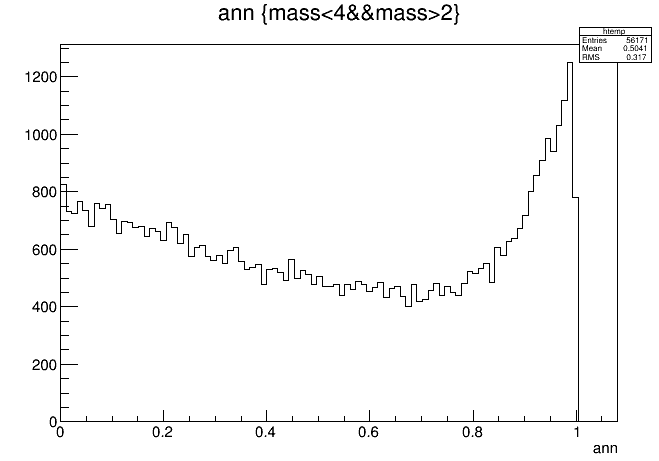 ann {mass<4&&mass>2}
htemp
Entries 56171
Mean 0.5041
RMS 0.317
1200
1000
800
600
400
200
0
0 0.2 0.4 0.6 0.8 1
ann